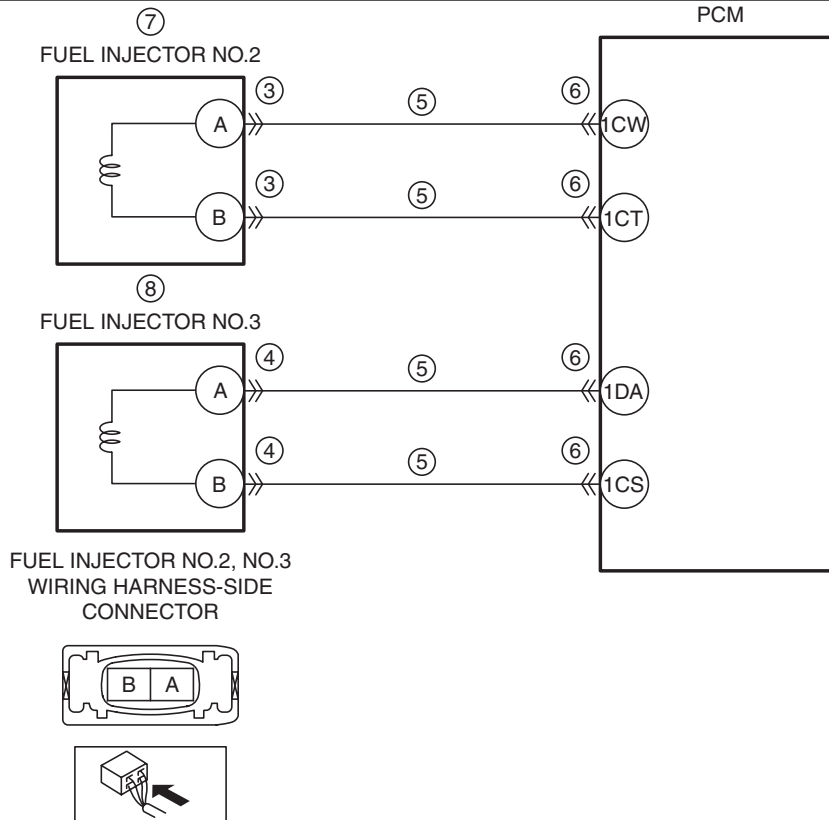 ⑦
PCM
FUEL INJECTOR NO.2
A
③
⑤
⑥
1CW
B
③
⑤
⑥
1CT
⑧
FUEL INJECTOR NO.3
A
④
⑤
⑥
1DA
B
④
⑤
⑥
1CS
FUEL INJECTOR NO.2, NO.3
WIRING HARNESS-SIDE
CONNECTOR
B A